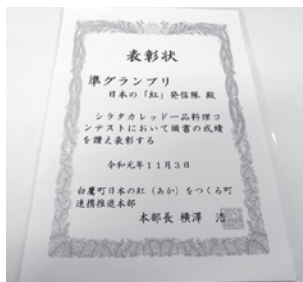 表彰状
準グランプリ
日本の「紅」発信隊 殿
シラタカレッド一品料理コ
ンテストにおいて頭書の成績
を讃え表彰する
令和元年11月3日
白鷹町日本の紅（あか）をつくる町
連携推進本部
本部長 横澤 浩